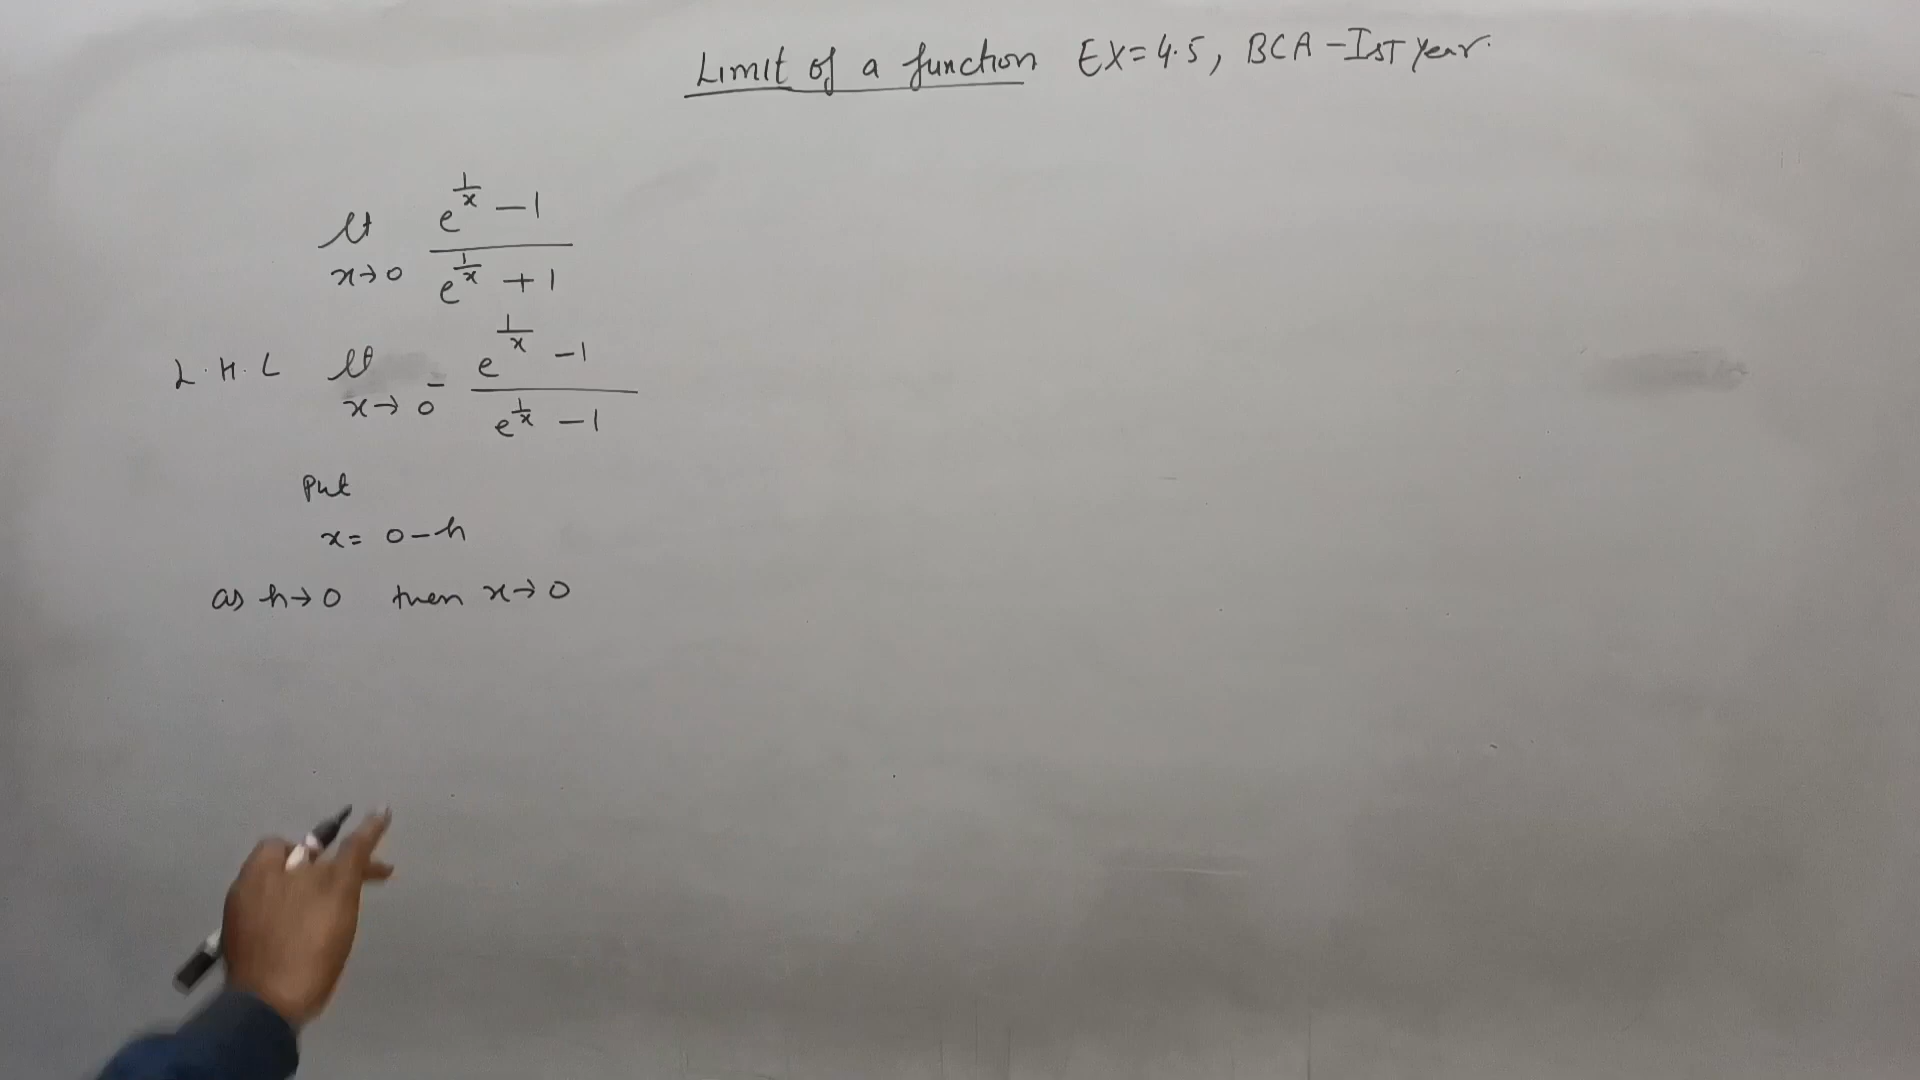 Limit of a function EX=4.5, BCA-IST year.
lt x→0 e^(1/x) - 1 / e^(1/x) + 1
L.H.L lt x→0⁻ e^(1/x) - 1 / e^(1/x) - 1
Put
x = 0-h
as h→0 then x→0